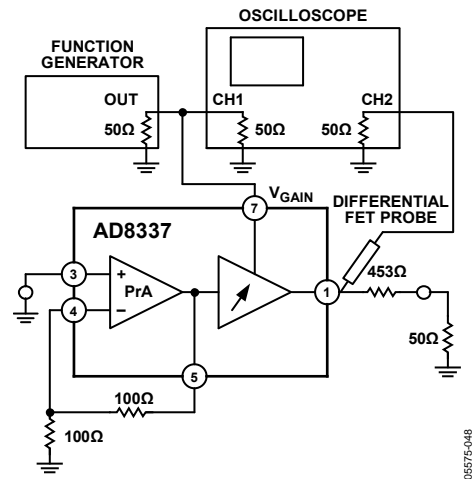 OSCILLOSCOPE
FUNCTION
GENERATOR
OUT
CH1
CH2
50Ω
50Ω
50Ω
VGAIN
7
DIFFERENTIAL
FET PROBE
AD8337
453Ω
3
+
PrA
4
–
1
50Ω
5
100Ω
100Ω
05575-048